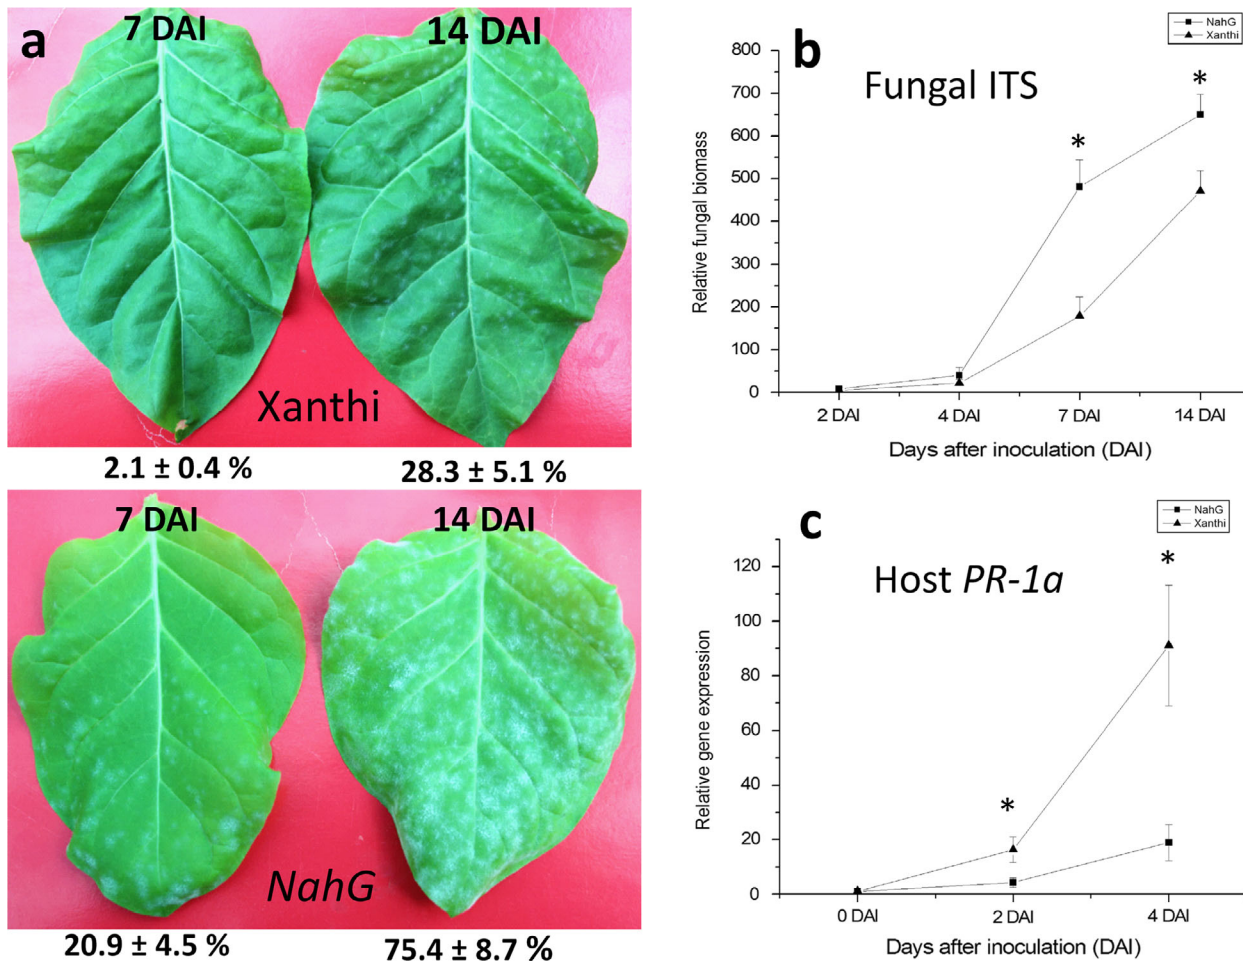 a
7 DAI
14 DAI
Xanthi
2.1 ± 0.4 %
28.3 ± 5.1 %
7 DAI
14 DAI
NahG
20.9 ± 4.5 %
75.4 ± 8.7 %
b
Fungal ITS
NahG
Xanthi
Relative fungal biomass
800
700
600
500
400
300
200
100
0
*
*
2 DAI
4 DAI
7 DAI
14 DAI
Days after inoculation (DAI)
c
Host PR-1a
NahG
Xanthi
Relative gene expression
120
100
80
60
40
20
0
*
*
0 DAI
2 DAI
4 DAI
Days after inoculation (DAI)